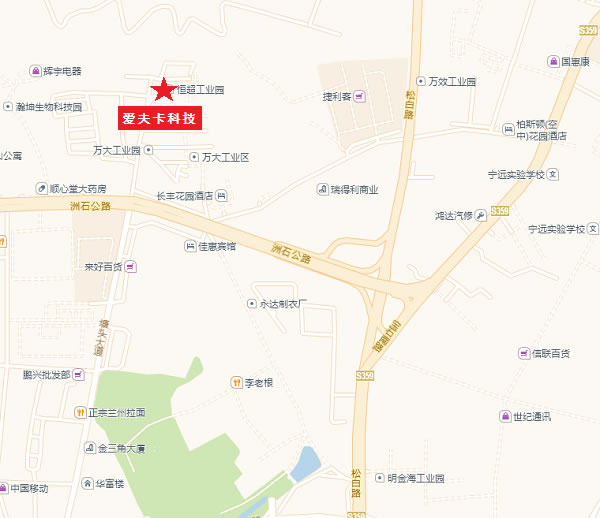 S359
国惠康
辉宇电器
恒超工业园
万效工业园
捷利客
松白路
瀚坤生物科技园
爱夫卡科技
柏斯顿(空
中)花园酒店
万大工业园
万大工业区
山公寓
宁远实验学校
顺心堂大药房
长丰花园酒店
瑞得利商业
洲石公路
S359
鸿达汽修
宁远实验学校
佳惠宾馆
洲石公路
来好百货
永达制衣厂
塘头大道
信联百货
S359
鹏兴批发部
李老根
正宗兰州拉面
世纪通讯
金三角大厦
松白路
明金海工业园
华富楼
中国移动
S359